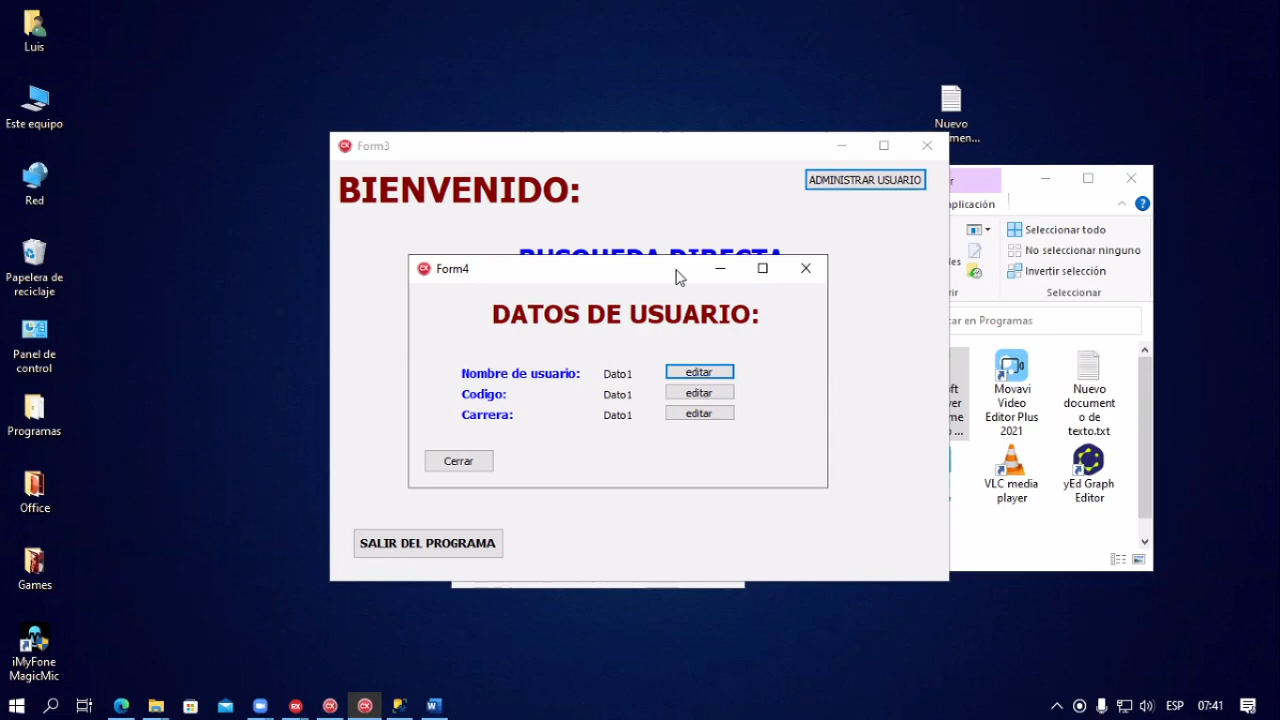 Luis
Este equipo
Red
Papelera de
reciclaje
Panel de
control
Programas
Office
Games
iMyFone
MagicMic
Nuevo
Form3
BIENVENIDO:
ADMINISTRAR USUARIO
BUSQUEDA DIRECTA
Form4
DATOS DE USUARIO:
Nombre de usuario: Dato1 editar
Codigo: Dato1 editar
Carrera: Dato1 editar
Cerrar
SALIR DEL PROGRAMA
Seleccionar todo
No seleccionar ninguno
Invertir selección
Seleccionar
en Programas
Movavi
Video
Editor Plus
2021
Nuevo
document
o de
texto.txt
VLC media
player
yEd Graph
Editor
ESP
07:41